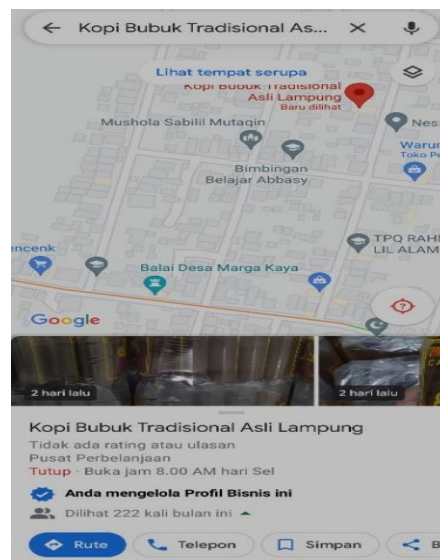 Kopi Bubuk Tradisional As...
Lihat tempat serupa
Kopi Bubuk Tradisional
Asli Lampung
Baru dilihat
Mushola Sabilil Mutaqin
Nes
Warun
Toko Pe
Bimbingan
Belajar Abbasy
TPQ RAHM
LIL ALAM
encenk
Balai Desa Marga Kaya
Google
2 hari lalu
2 hari lalu
Kopi Bubuk Tradisional Asli Lampung
Tidak ada rating atau ulasan
Pusat Perbelanjaan
Tutup · Buka jam 8.00 AM hari Sel
Anda mengelola Profil Bisnis ini
Dilihat 222 kali bulan ini
Rute
Telepon
Simpan
B